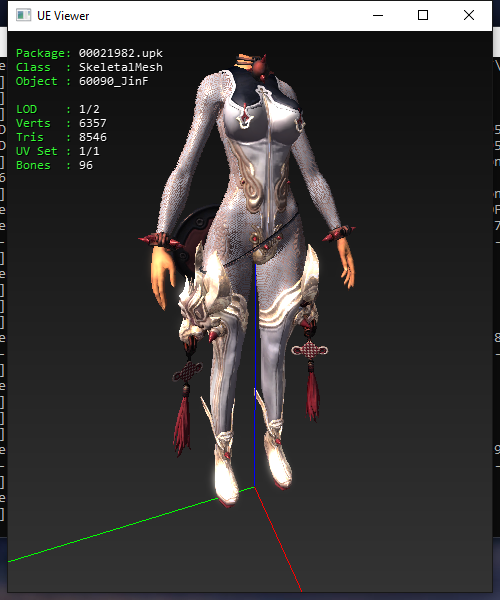 UE Viewer
Package: 00021982.upk
Class : SkeletalMesh
Object : 60090_JinF
LOD : 1/2
Verts : 6357
Tris : 8546
UV Set : 1/1
Bones : 96